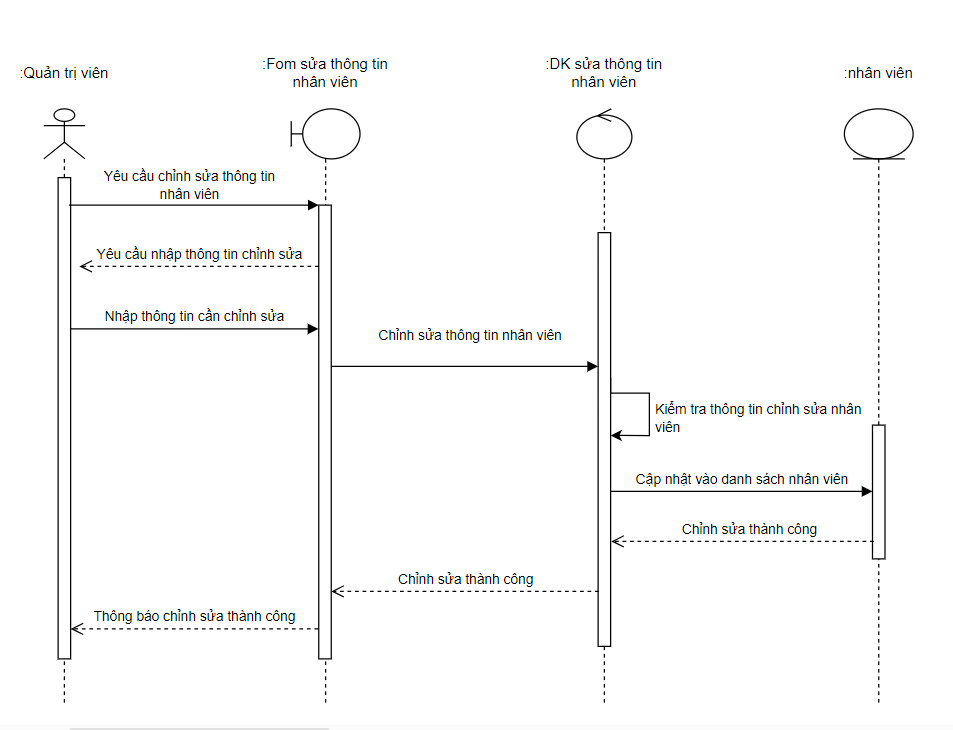 :Quản trị viên
:Fom sửa thông tin
nhân viên
:DK sửa thông tin
nhân viên
:nhân viên
Yêu cầu chỉnh sửa thông tin
nhân viên
Yêu cầu nhập thông tin chỉnh sửa
Nhập thông tin cần chỉnh sửa
Chỉnh sửa thông tin nhân viên
Kiểm tra thông tin chỉnh sửa nhân
viên
Cập nhật vào danh sách nhân viên
Chỉnh sửa thành công
Chỉnh sửa thành công
Thông báo chỉnh sửa thành công